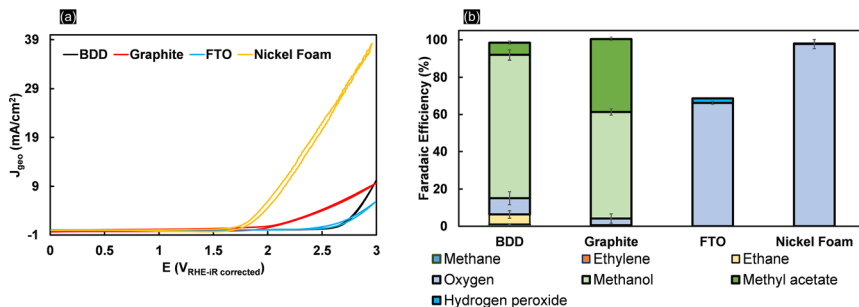 (a)
39
29
19
9
-1
BDD Graphite FTO Nickel Foam
J geo (mA/cm²)
0 0.5 1 1.5 2 2.5 3
E (V RHE-iR corrected)
(b)
100
80
60
40
20
0
Faradaic Efficiency (%)
BDD Graphite FTO Nickel Foam
Methane Ethylene Ethane
Oxygen Methanol Methyl acetate
Hydrogen peroxide